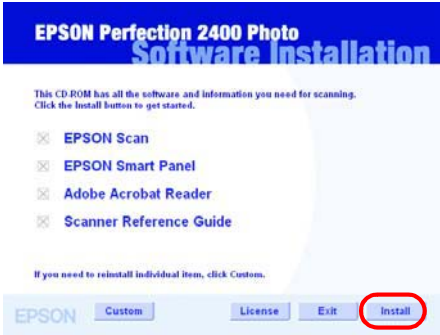 EPSON Perfection 2400 Photo
Software Installation
This CD-ROM has all the software and information you need for scanning.
Click the Install button to get started.
EPSON Scan
EPSON Smart Panel
Adobe Acrobat Reader
Scanner Reference Guide
If you need to reinstall individual item, click Custom.
EPSON Custom License Exit Install